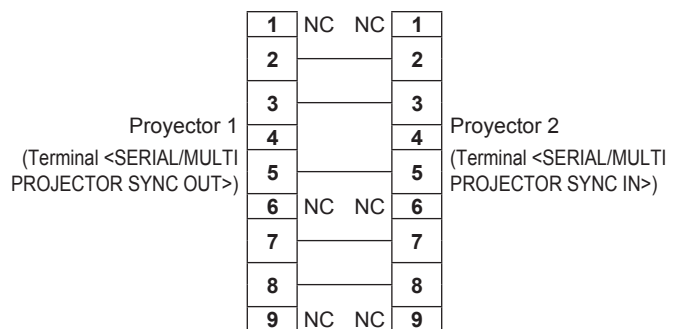 1 NC NC 1
2 2
3 3
Proyector 1
4 4
Proyector 2
(Terminal <SERIAL/MULTI
PROJECTOR SYNC OUT>)
5 5
(Terminal <SERIAL/MULTI
PROJECTOR SYNC IN>)
6 NC NC 6
7 7
8 8
9 NC NC 9